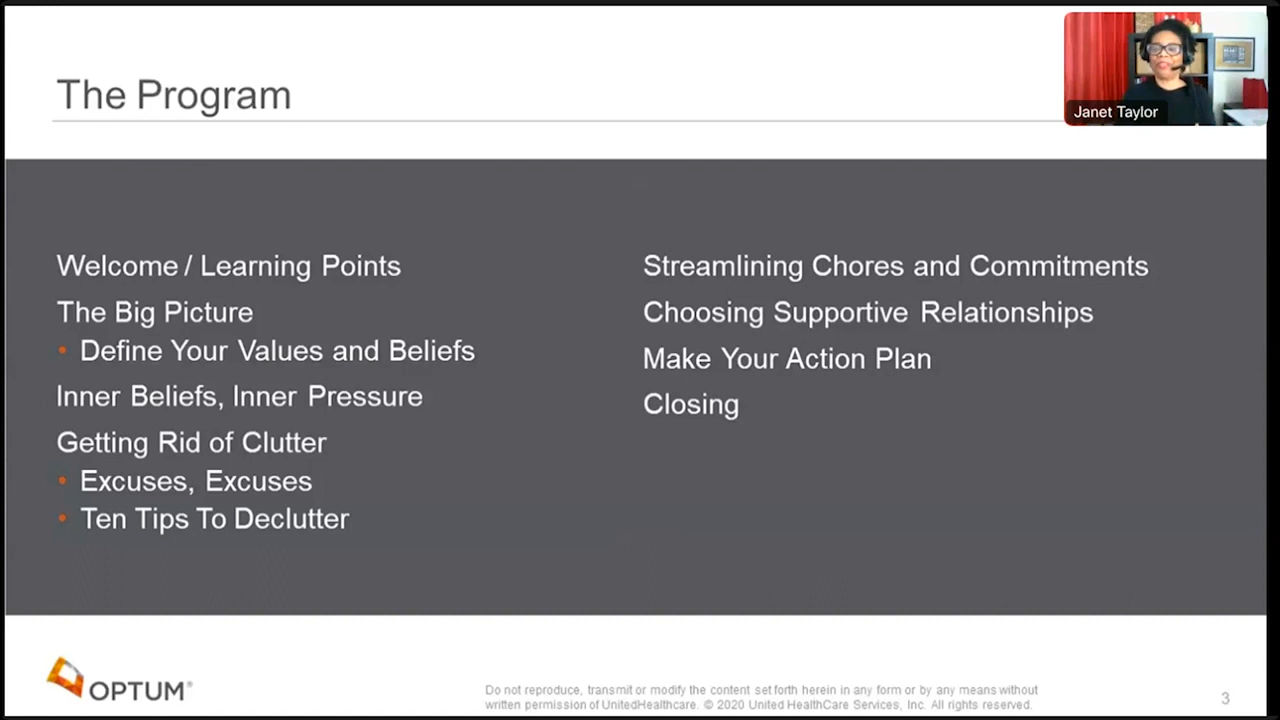 The Program
Janet Taylor
Welcome / Learning Points
The Big Picture
• Define Your Values and Beliefs
Inner Beliefs, Inner Pressure
Getting Rid of Clutter
• Excuses, Excuses
• Ten Tips To Declutter
Streamlining Chores and Commitments
Choosing Supportive Relationships
Make Your Action Plan
Closing
OPTUM®
Do not reproduce, transmit or modify the content set forth herein in any form or by any means without
written permission of UnitedHealthcare. © 2020 United HealthCare Services, Inc. All rights reserved.
3